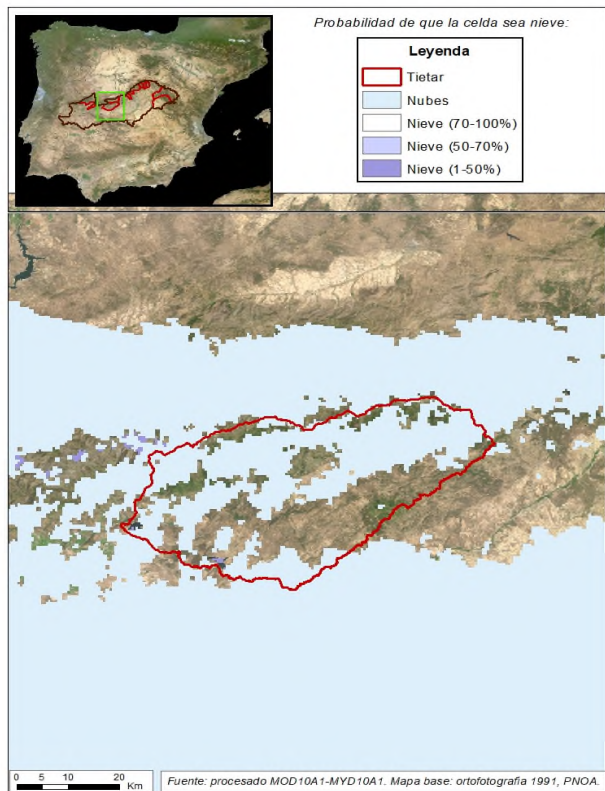 Probabilidad de que la celda sea nieve:
Leyenda
Tietar
Nubes
Nieve (70-100%)
Nieve (50-70%)
Nieve (1-50%)
0 5 10 20
Km
Fuente: procesado MOD10A1-MYD10A1. Mapa base: ortofotografia 1991, PNOA.